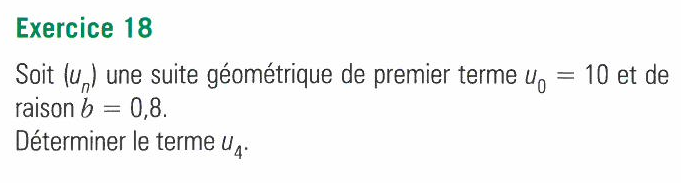 Exercice 18
Soit (uₙ) une suite géométrique de premier terme u₀ = 10 et de
raison b = 0,8.
Déterminer le terme u₄.